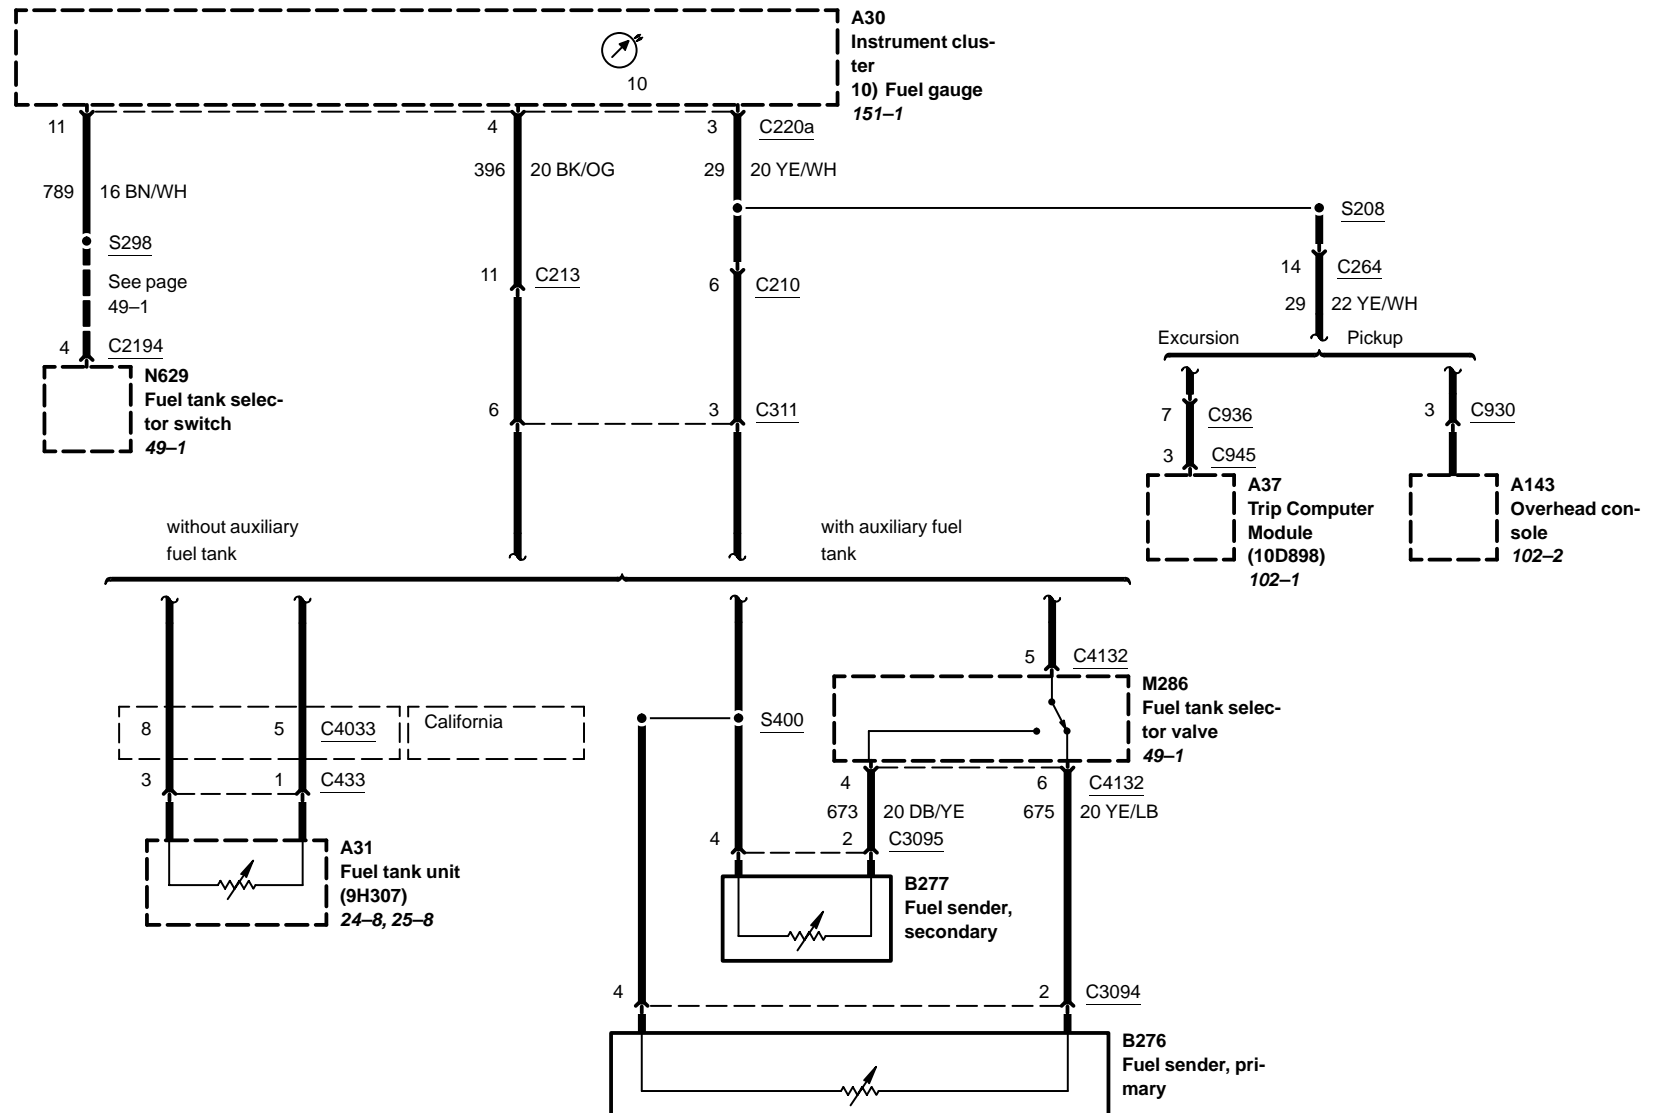 A30
Instrument clus-
ter
10) Fuel gauge
151–1
10
11
4
3
C220a
789
16 BN/WH
396
20 BK/OG
29
20 YE/WH
S298
See page
49–1
4
C2194
N629
Fuel tank selec-
tor switch
49–1
11
C213
6
C210
6
3
C311
S208
14
C264
29
22 YE/WH
Excursion
Pickup
7
C936
3
C945
3
C930
A37
Trip Computer
Module
(10D898)
102–1
A143
Overhead con-
sole
102–2
without auxiliary
fuel tank
with auxiliary fuel
tank
8
5
C4033
California
3
1
C433
A31
Fuel tank unit
(9H307)
24–8, 25–8
S400
5
C4132
M286
Fuel tank selec-
tor valve
49–1
4
6
C4132
673
20 DB/YE
675
20 YE/LB
4
2
C3095
B277
Fuel sender,
secondary
4
2
C3094
B276
Fuel sender, pri-
mary